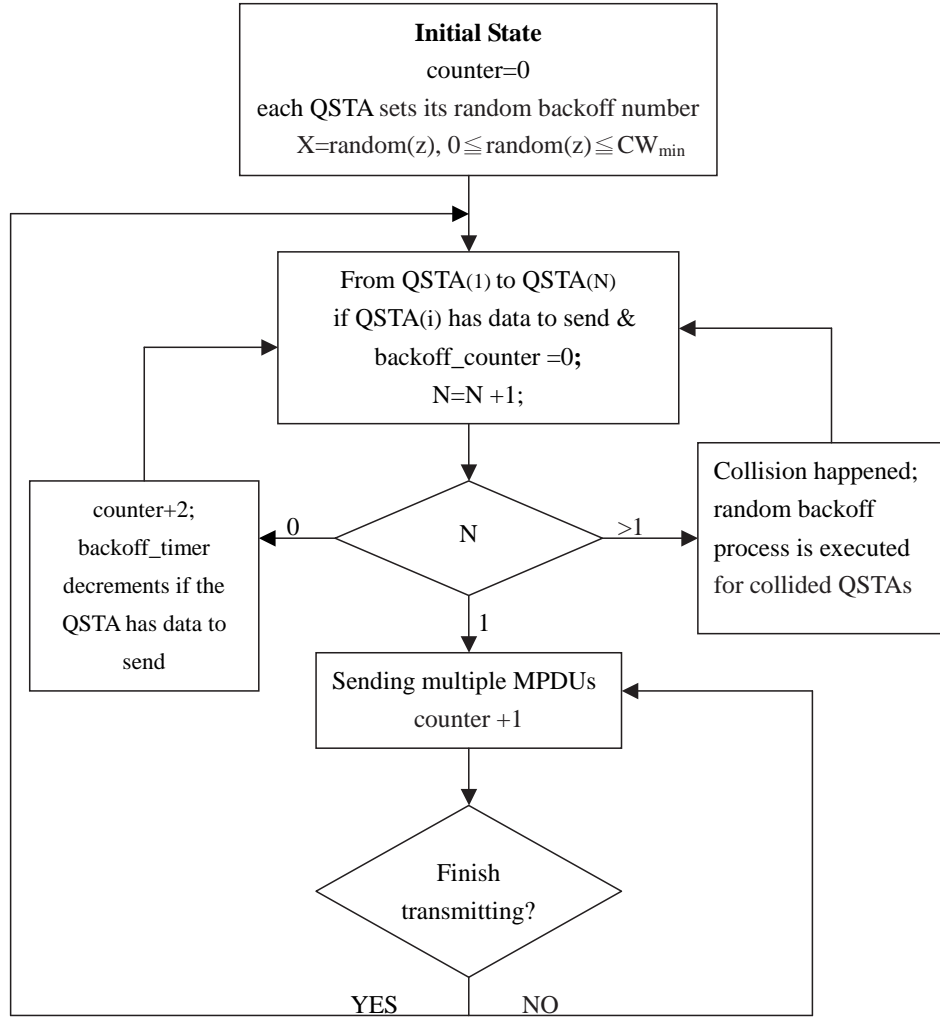 Initial State
counter=0
each QSTA sets its random backoff number
X=random(z), 0≦random(z)≦CWmin
From QSTA(1) to QSTA(N)
if QSTA(i) has data to send &
backoff_counter =0;
N=N +1;
counter+2;
backoff_timer
decrements if the
QSTA has data to
send
0
N
>1
Collision happened;
random backoff
process is executed
for collided QSTAs
1
Sending multiple MPDUs
counter +1
Finish
transmitting?
YES
NO